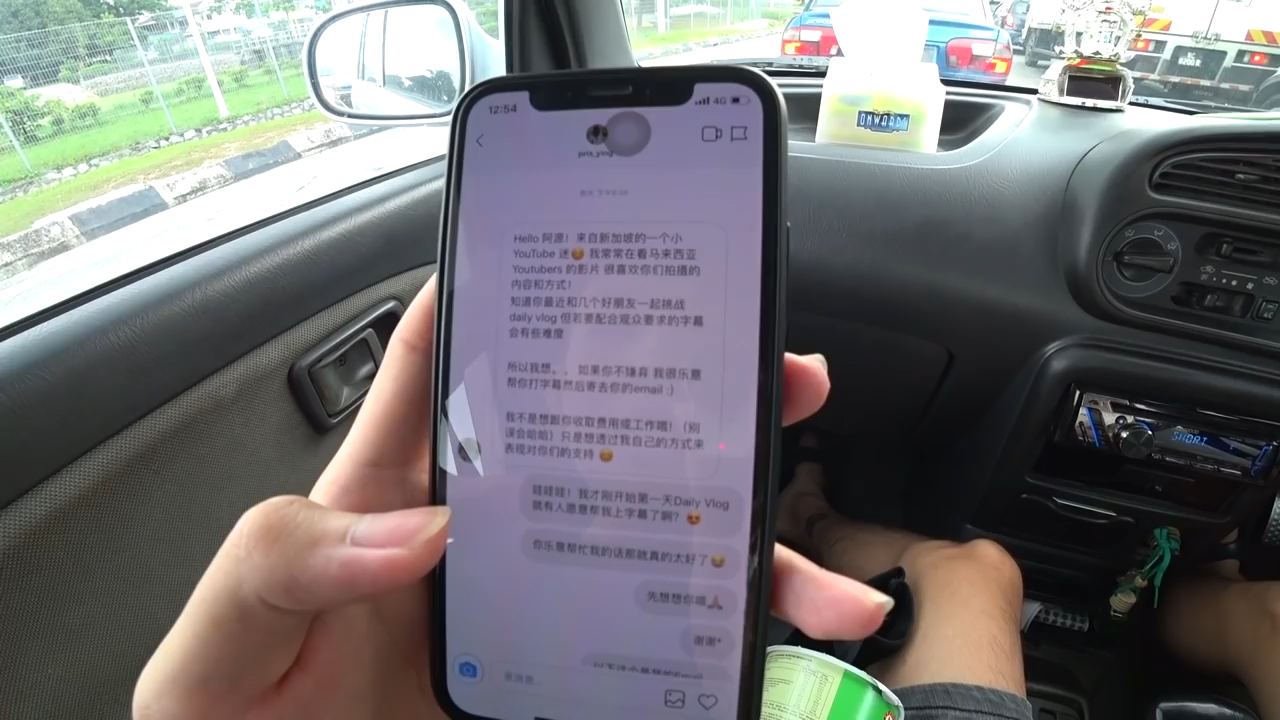 12:54
4G
ONWARD
Hello 阿源！来自新加坡的一个小
YouTube 迷 我常常在看马来西亚
Youtubers 的影片 很喜欢你们拍摄的
内容和方式！
知道你最近和几个好朋友一起挑战
daily vlog 但若要配合观众要求的字幕
会有些难度
所以我想。。如果你不嫌弃 我很乐意
帮你打字幕然后寄去你的email :)
我不是想跟你收取费用或工作哦！（别
误会哈哈）只是想透过我自己的方式来
表现对你们的支持
哇哇哇！我才刚开始第一天Daily Vlog
就有人愿意帮我上字幕了啊？
你乐意帮忙我的话那就真的太好了
谢谢*
发消息...
SHORT